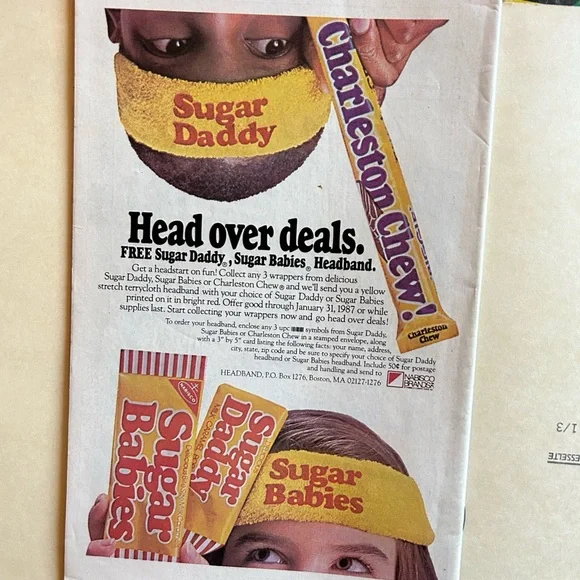 Sugar
Daddy
Charleston Chew!
Charleston
Chew
Head over deals.
FREE Sugar Daddy®, Sugar Babies® Headband.
Get a headstart on fun! Collect any 3 wrappers from delicious
Sugar Daddy, Sugar Babies or Charleston Chew® and we'll send you a yellow
stretch terrycloth headband with your choice of Sugar Daddy or Sugar Babies
printed on it in bright red. Offer good through January 31, 1987 or while
supplies last. Start collecting your wrappers now and go head over deals!
To order your headband, enclose any 3 upc symbols from Sugar Daddy,
Sugar Babies or Charleston Chew in a stamped envelope, along
with a 3" by 5" card listing the following facts: your name, address,
city, state, zip code and be sure to specify your choice of Sugar Daddy
headband or Sugar Babies headband. Include 50¢ for postage
and handling and send to
HEADBAND, P.O. Box 1276, Boston, MA 02127-1276
NABISCO
BRANDS
NABISCO
Sugar
Babies
Sugar
Daddy
Sugar
Babies
1/3
ESSELTE